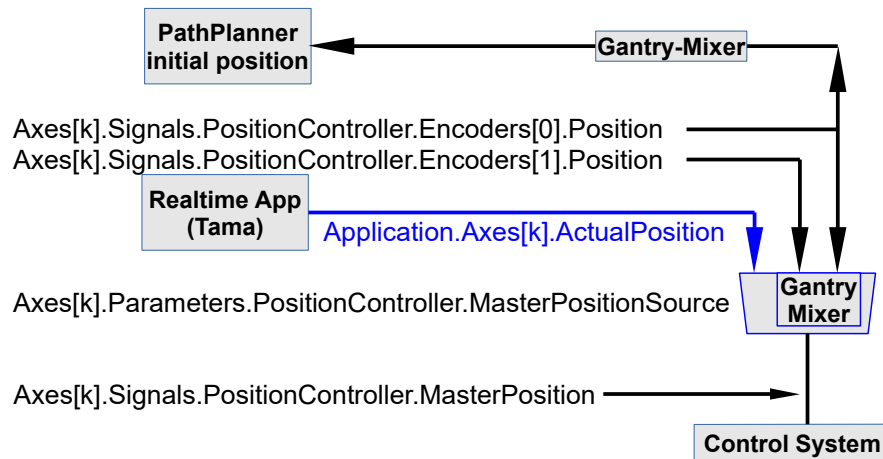 PathPlanner
initial position
Gantry-Mixer
Axes[k].Signals.PositionController.Encoders[0].Position
Axes[k].Signals.PositionController.Encoders[1].Position
Realtime App
(Tama)
Application.Axes[k].ActualPosition
Axes[k].Parameters.PositionController.MasterPositionSource
Gantry
Mixer
Axes[k].Signals.PositionController.MasterPosition
Control System